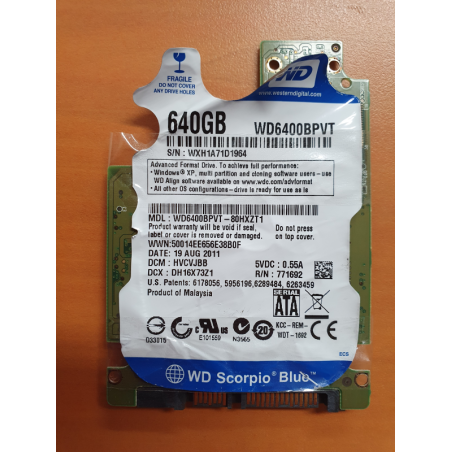 FRAGILE
DO NOT COVER
ANY DRIVE HOLES
WD
www.westerndigital.com
640GB WD6400BPVT
S/N : WXH1A71D1964
Advanced Format Drive. To achieve full performance:
• Windows® XP, multi partition and cloning software users - use
WD Align software available on www.wdc.com/advformat
• All other OS configurations - drive is ready for use as is
MDL : WD6400BPVT-80HXZT1
Product warranty will be void if seal,
label or cover is removed or damaged.
Do not press
on top cover.
WWN:50014EE656E38B0F
DATE: 19 AUG 2011
DCM : HVCVJBB 5VDC : 0.55A
DCX : DH16X73Z1 R/N : 771692
U.S. Patents: 6178056, 5956196,6289484, 6263459
Product of Malaysia
SERIAL
ATA
D33015 E101559 N3565 20
KCC-REM-
WDT-1692
WD Scorpio® Blue™